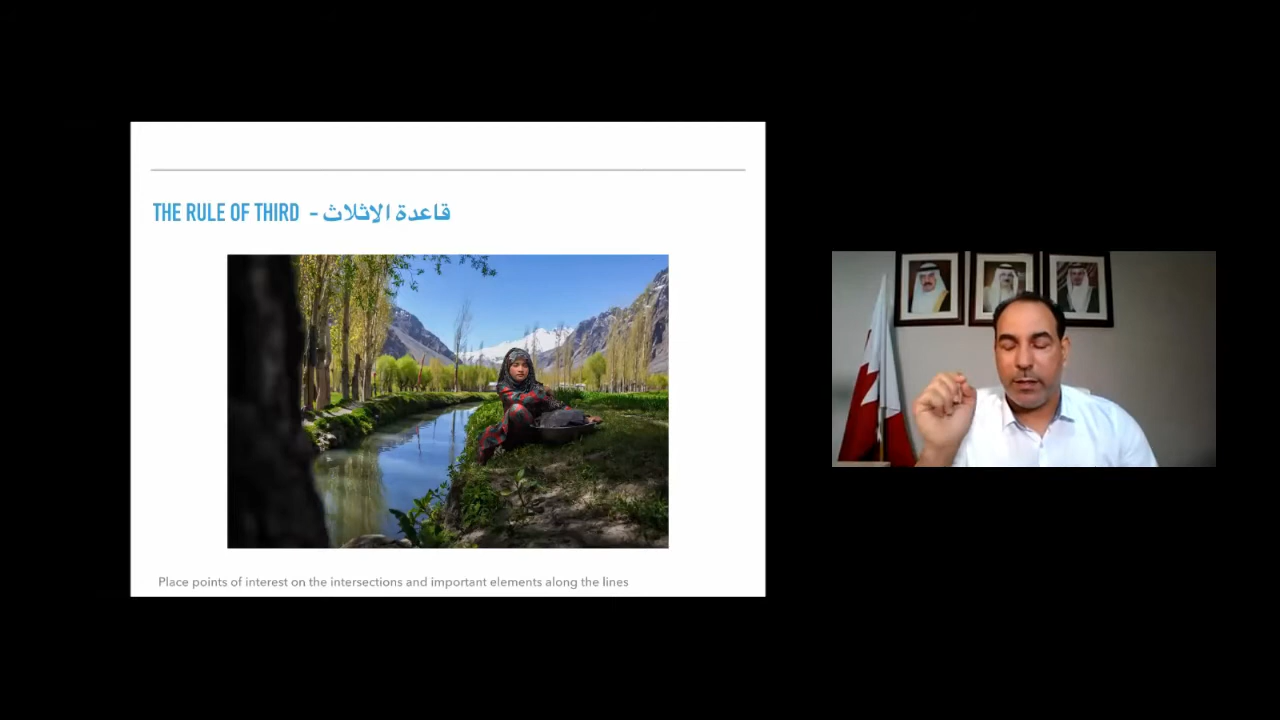 THE RULE OF THIRD - قاعدة الاثلاث
Place points of interest on the intersections and important elements along the lines